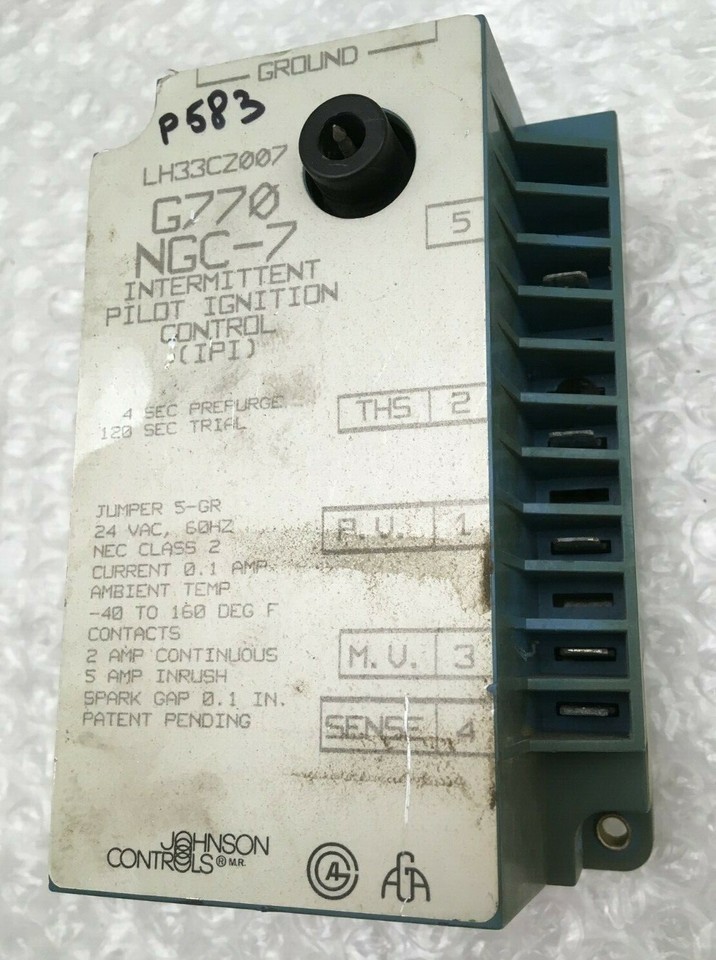 GROUND
P583
LH33CZ007
G770
NGC-7
5
INTERMITTENT
PILOT IGNITION
CONTROL
(IPI)
4 SEC PREPURGE
120 SEC TRIAL
THS 2
JUMPER 5-GR
24 VAC, 60HZ
NEC CLASS 2
CURRENT 0.1 AMP
AMBIENT TEMP
-40 TO 160 DEG F
CONTACTS
2 AMP CONTINUOUS
5 AMP INRUSH
SPARK GAP 0.1 IN.
PATENT PENDING
P.V. 1
M.V. 3
SENSE 4
JOHNSON
CONTROLS ® M.R.
AGA